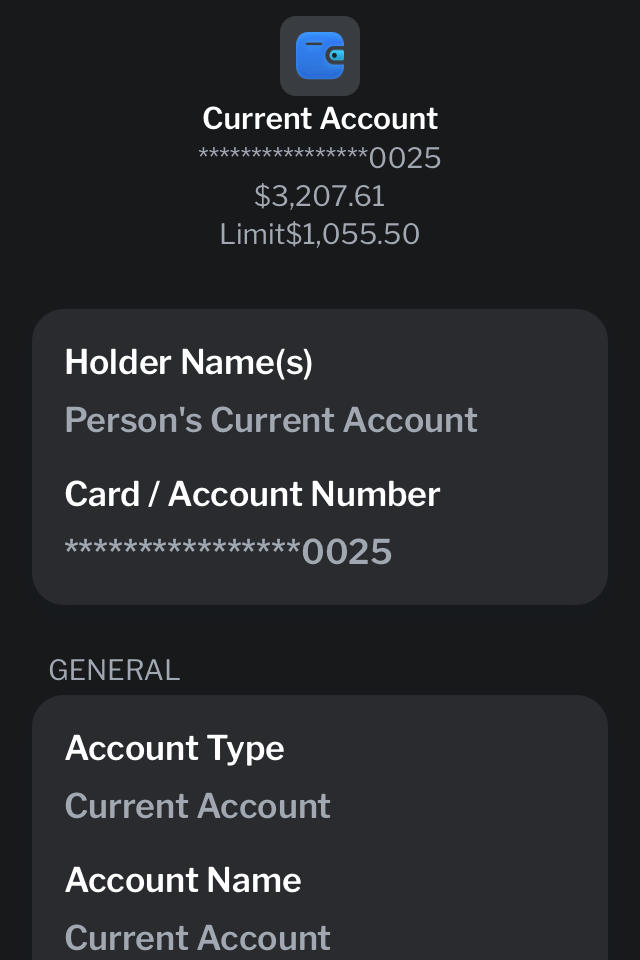 Current Account
****************0025
$3,207.61
Limit$1,055.50
Holder Name(s)
Person's Current Account
Card / Account Number
****************0025
GENERAL
Account Type
Current Account
Account Name
Current Account